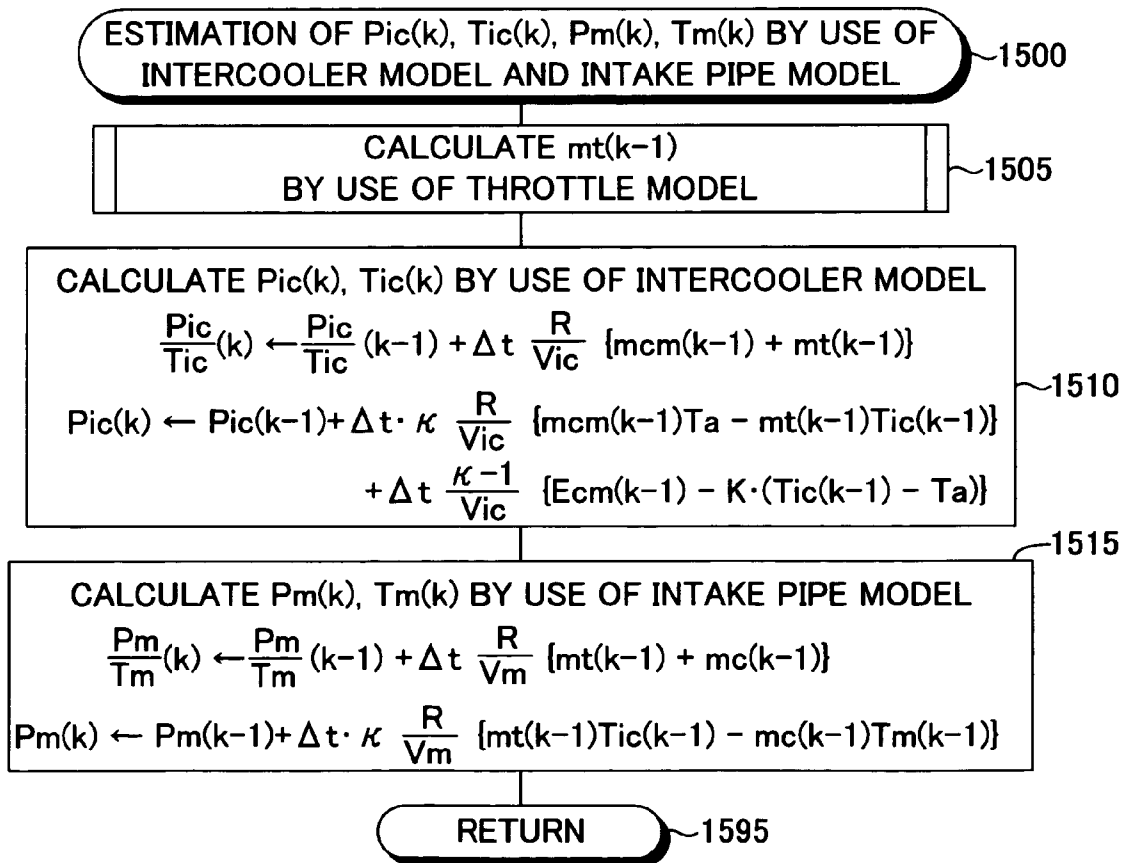 ESTIMATION OF Pic(k), Tic(k), Pm(k), Tm(k) BY USE OF
INTERCOOLER MODEL AND INTAKE PIPE MODEL
1500
CALCULATE mt(k-1)
BY USE OF THROTTLE MODEL
1505
CALCULATE Pic(k), Tic(k) BY USE OF INTERCOOLER MODEL
Pic/Tic (k) ← Pic/Tic (k-1) + Δt R/Vic {mcm(k-1) + mt(k-1)}
Pic(k) ← Pic(k-1) + Δt· κ R/Vic {mcm(k-1)Ta - mt(k-1)Tic(k-1)}
+ Δt κ-1/Vic {Ecm(k-1) - K·(Tic(k-1) - Ta)}
1510
1515
CALCULATE Pm(k), Tm(k) BY USE OF INTAKE PIPE MODEL
Pm/Tm (k) ← Pm/Tm (k-1) + Δt R/Vm {mt(k-1) + mc(k-1)}
Pm(k) ← Pm(k-1) + Δt· κ R/Vm {mt(k-1)Tic(k-1) - mc(k-1)Tm(k-1)}
RETURN
1595